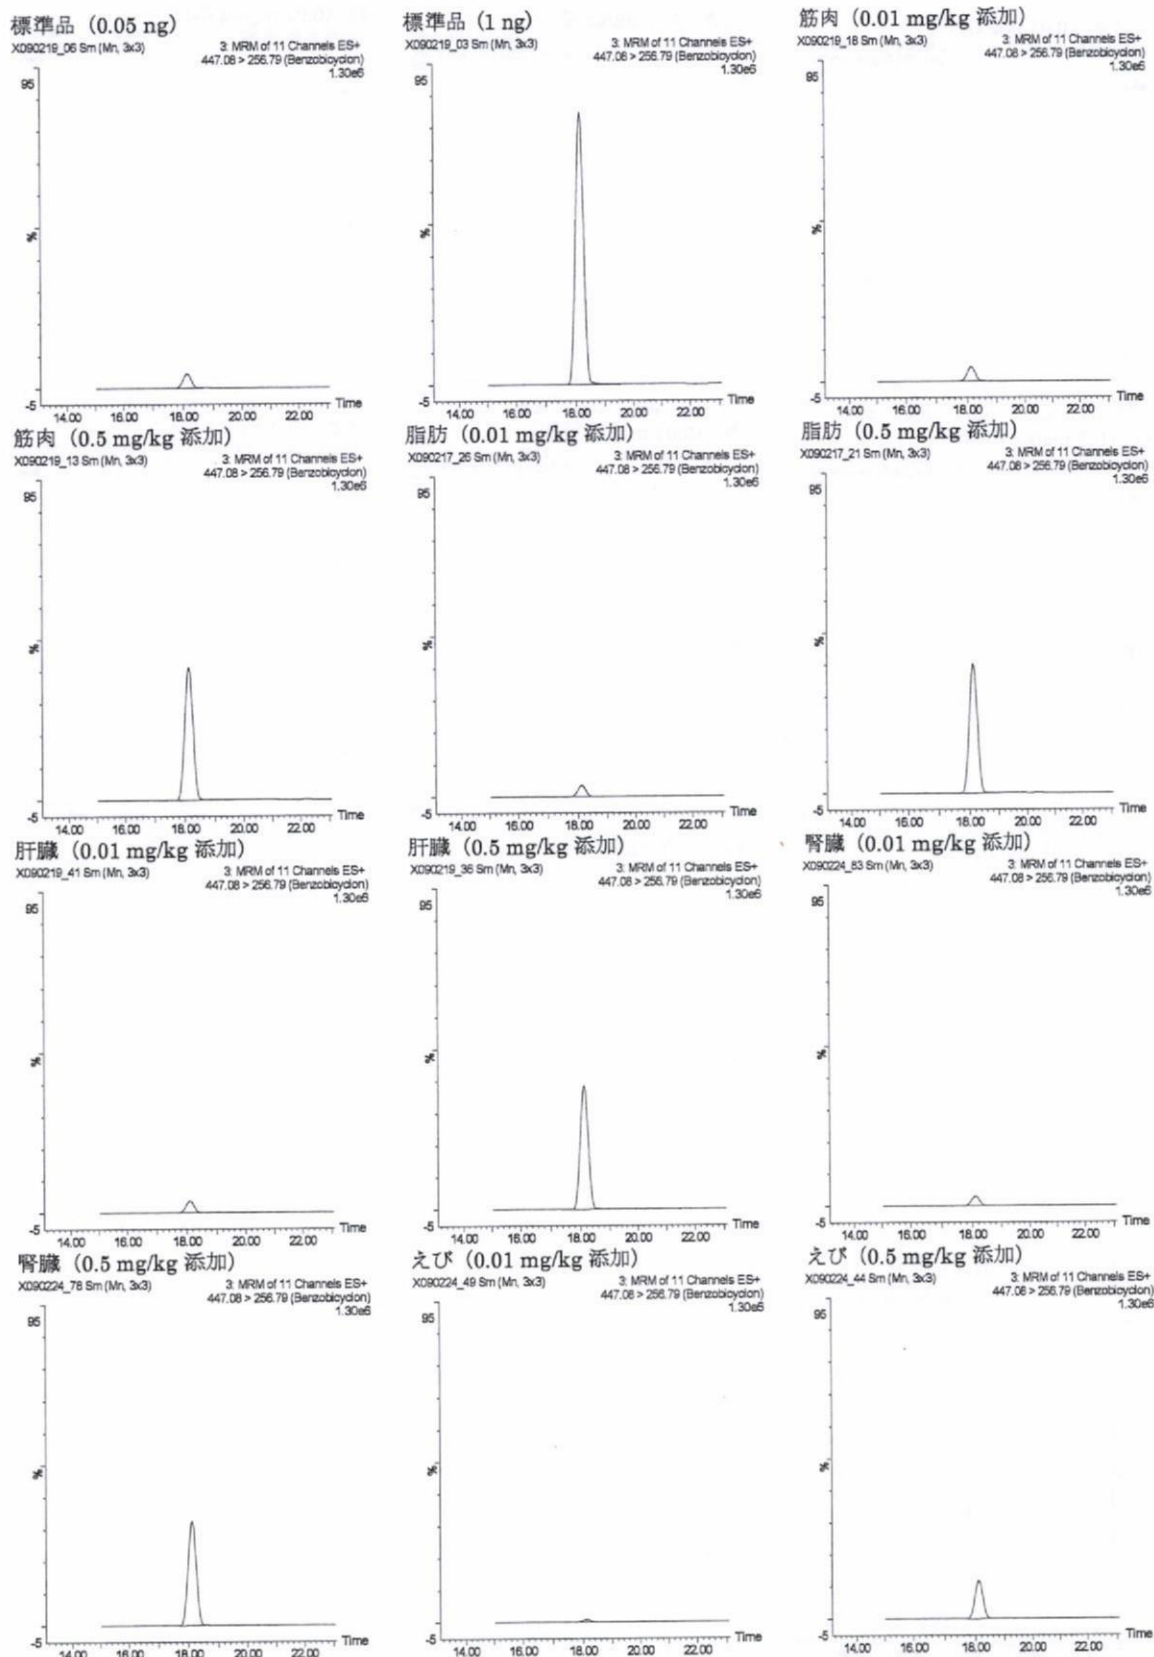 標準品 (0.05 ng)
X090219_06 Sm (Mn, 3x3)
3: MRM of 11 Channels ES+
447.08 > 256.79 (Benzobicyclon)
1.30e6
95
%
-5
14.00 16.00 18.00 20.00 22.00 Time
標準品 (1 ng)
X090219_03 Sm (Mn, 3x3)
3: MRM of 11 Channels ES+
447.08 > 256.79 (Benzobicyclon)
1.30e6
95
%
-5
14.00 16.00 18.00 20.00 22.00 Time
筋肉 (0.01 mg/kg 添加)
X090219_18 Sm (Mn, 3x3)
3: MRM of 11 Channels ES+
447.08 > 256.79 (Benzobicyclon)
1.30e6
95
%
-5
14.00 16.00 18.00 20.00 22.00 Time
筋肉 (0.5 mg/kg 添加)
X090219_13 Sm (Mn, 3x3)
3: MRM of 11 Channels ES+
447.08 > 256.79 (Benzobicyclon)
1.30e6
95
%
-5
14.00 16.00 18.00 20.00 22.00 Time
脂肪 (0.01 mg/kg 添加)
X090217_26 Sm (Mn, 3x3)
3: MRM of 11 Channels ES+
447.08 > 256.79 (Benzobicyclon)
1.30e6
95
%
-5
14.00 16.00 18.00 20.00 22.00 Time
脂肪 (0.5 mg/kg 添加)
X090217_21 Sm (Mn, 3x3)
3: MRM of 11 Channels ES+
447.08 > 256.79 (Benzobicyclon)
1.30e6
95
%
-5
14.00 16.00 18.00 20.00 22.00 Time
肝臓 (0.01 mg/kg 添加)
X090219_41 Sm (Mn, 3x3)
3: MRM of 11 Channels ES+
447.08 > 256.79 (Benzobicyclon)
1.30e6
95
%
-5
14.00 16.00 18.00 20.00 22.00 Time
肝臓 (0.5 mg/kg 添加)
X090219_36 Sm (Mn, 3x3)
3: MRM of 11 Channels ES+
447.08 > 256.79 (Benzobicyclon)
1.30e6
95
%
-5
14.00 16.00 18.00 20.00 22.00 Time
腎臓 (0.01 mg/kg 添加)
X090224_83 Sm (Mn, 3x3)
3: MRM of 11 Channels ES+
447.08 > 256.79 (Benzobicyclon)
1.30e6
95
%
-5
14.00 16.00 18.00 20.00 22.00 Time
腎臓 (0.5 mg/kg 添加)
X090224_78 Sm (Mn, 3x3)
3: MRM of 11 Channels ES+
447.08 > 256.79 (Benzobicyclon)
1.30e6
95
%
-5
14.00 16.00 18.00 20.00 22.00 Time
えび (0.01 mg/kg 添加)
X090224_49 Sm (Mn, 3x3)
3: MRM of 11 Channels ES+
447.08 > 256.79 (Benzobicyclon)
1.30e6
95
%
-5
14.00 16.00 18.00 20.00 22.00 Time
えび (0.5 mg/kg 添加)
X090224_44 Sm (Mn, 3x3)
3: MRM of 11 Channels ES+
447.08 > 256.79 (Benzobicyclon)
1.30e6
95
%
-5
14.00 16.00 18.00 20.00 22.00 Time